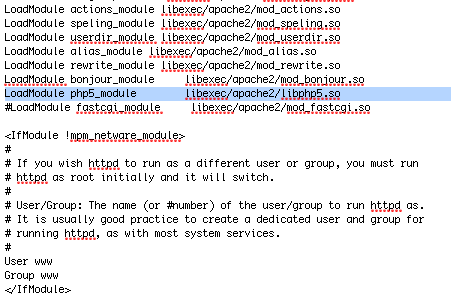 LoadModule actions_module libexec/apache2/mod_actions.so
LoadModule speling_module libexec/apache2/mod_speling.so
LoadModule userdir_module libexec/apache2/mod_userdir.so
LoadModule alias_module libexec/apache2/mod_alias.so
LoadModule rewrite_module libexec/apache2/mod_rewrite.so
LoadModule bonjour_module     libexec/apache2/mod_bonjour.so
LoadModule php5_module        libexec/apache2/libphp5.so
#LoadModule fastcgi_module     libexec/apache2/mod_fastcgi.so

<IfModule !mpm_netware_module>
#
# If you wish httpd to run as a different user or group, you must run
# httpd as root initially and it will switch.
#
# User/Group: The name (or #number) of the user/group to run httpd as.
# It is usually good practice to create a dedicated user and group for
# running httpd, as with most system services.
#
User www
Group www
</IfModule>